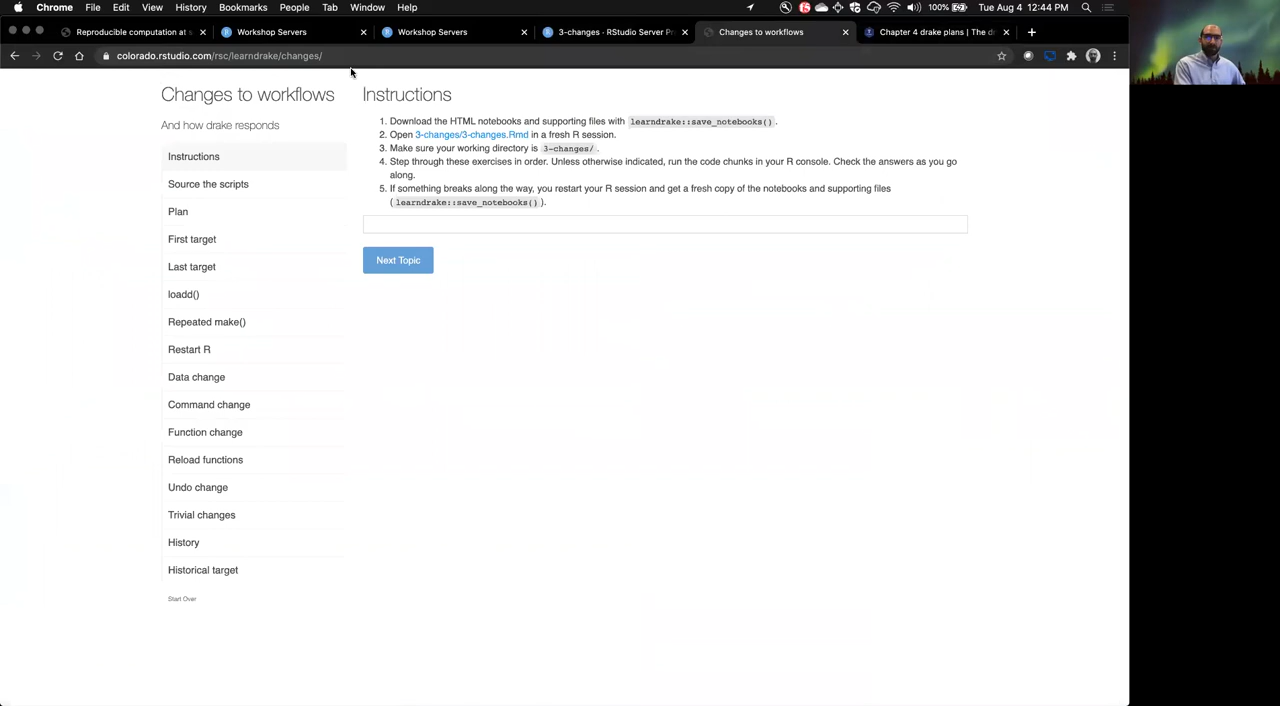 Chrome File Edit View History Bookmarks People Tab Window Help 100% Tue Aug 4 12:44 PM
Reproducible computation at s Workshop Servers Workshop Servers 3-changes - RStudio Server Pr Changes to workflows Chapter 4 drake plans | The d
colorado.rstudio.com/rsc/learndrake/changes/
Changes to workflows
And how drake responds
Instructions
Source the scripts
Plan
First target
Last target
loadd()
Repeated make()
Restart R
Data change
Command change
Function change
Reload functions
Undo change
Trivial changes
History
Historical target
Start Over
Instructions
1. Download the HTML notebooks and supporting files with learndrake::save_notebooks().
2. Open 3-changes/3-changes.Rmd in a fresh R session.
3. Make sure your working directory is 3-changes/.
4. Step through these exercises in order. Unless otherwise indicated, run the code chunks in your R console. Check the answers as you go
along.
5. If something breaks along the way, you restart your R session and get a fresh copy of the notebooks and supporting files
(learndrake::save_notebooks()).
Next Topic